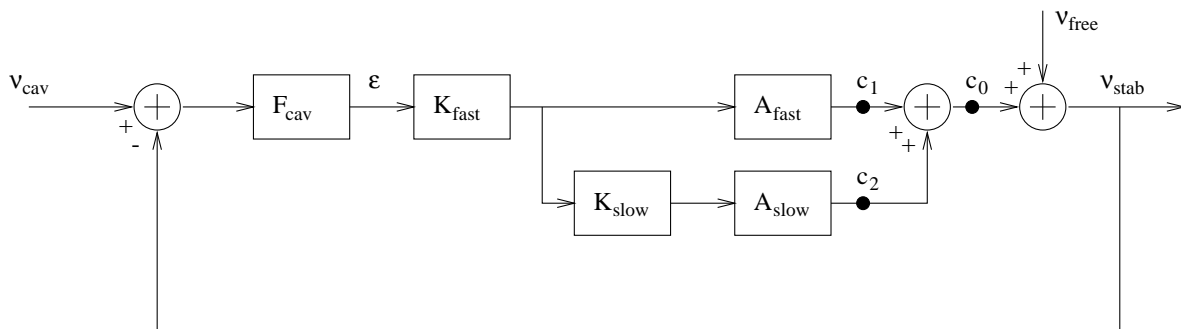 ν_free
ν_cav + - F_cav ε K_fast A_fast c_1 + + + c_0 + + + ν_stab
K_slow A_slow c_2 +